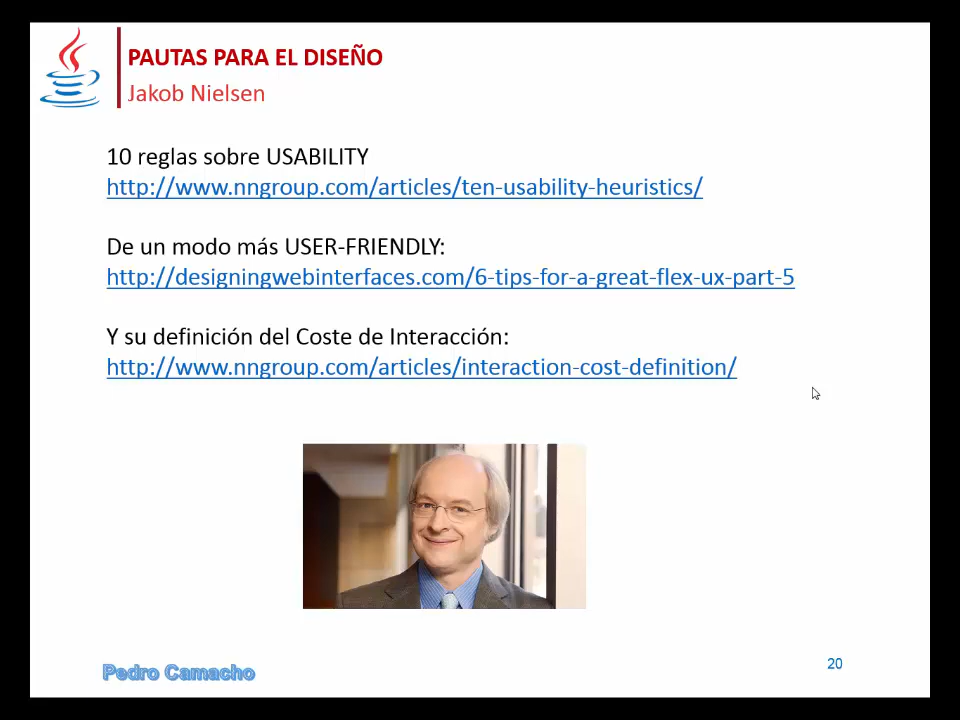 PAUTAS PARA EL DISEÑO
Jakob Nielsen
10 reglas sobre USABILITY
http://www.nngroup.com/articles/ten-usability-heuristics/
De un modo más USER-FRIENDLY:
http://designingwebinterfaces.com/6-tips-for-a-great-flex-ux-part-5
Y su definición del Coste de Interacción:
http://www.nngroup.com/articles/interaction-cost-definition/
Pedro Camacho
20